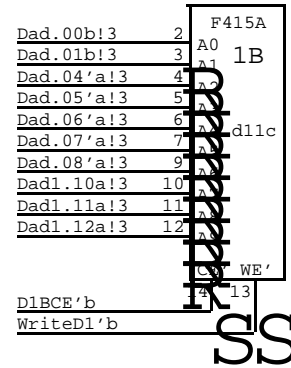 F415A
Dad.00b!3 2 A0 1B
Dad.01b!3 3 A1
Dad.04'a!3 4 A2
Dad.05'a!3 5
Dad.06'a!3 6 d11c
Dad.07'a!3 7
Dad.08'a!3 9
Dad1.10a!3 10
Dad1.11a!3 11
Dad1.12a!3 12
WE'
14 13
D1BCE'b
WriteD1'b
SS